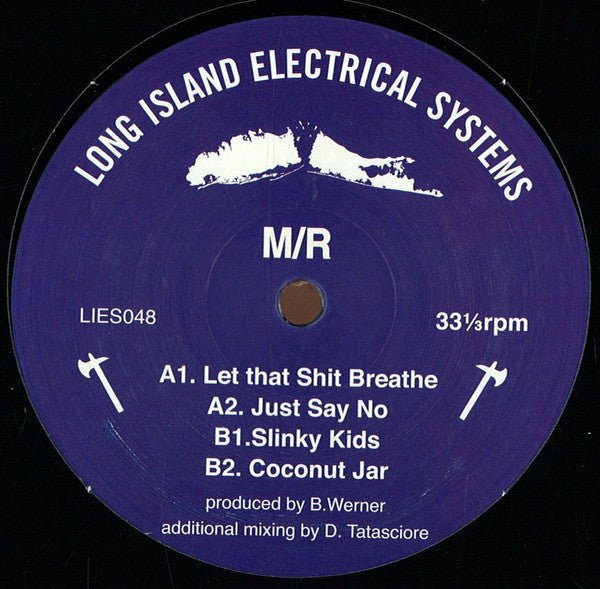 LONG ISLAND ELECTRICAL SYSTEMS
M/R
LIES048
33⅓rpm
A1. Let that Shit Breathe
A2. Just Say No
B1.Slinky Kids
B2. Coconut Jar
produced by B.Werner
additional mixing by D. Tatasciore